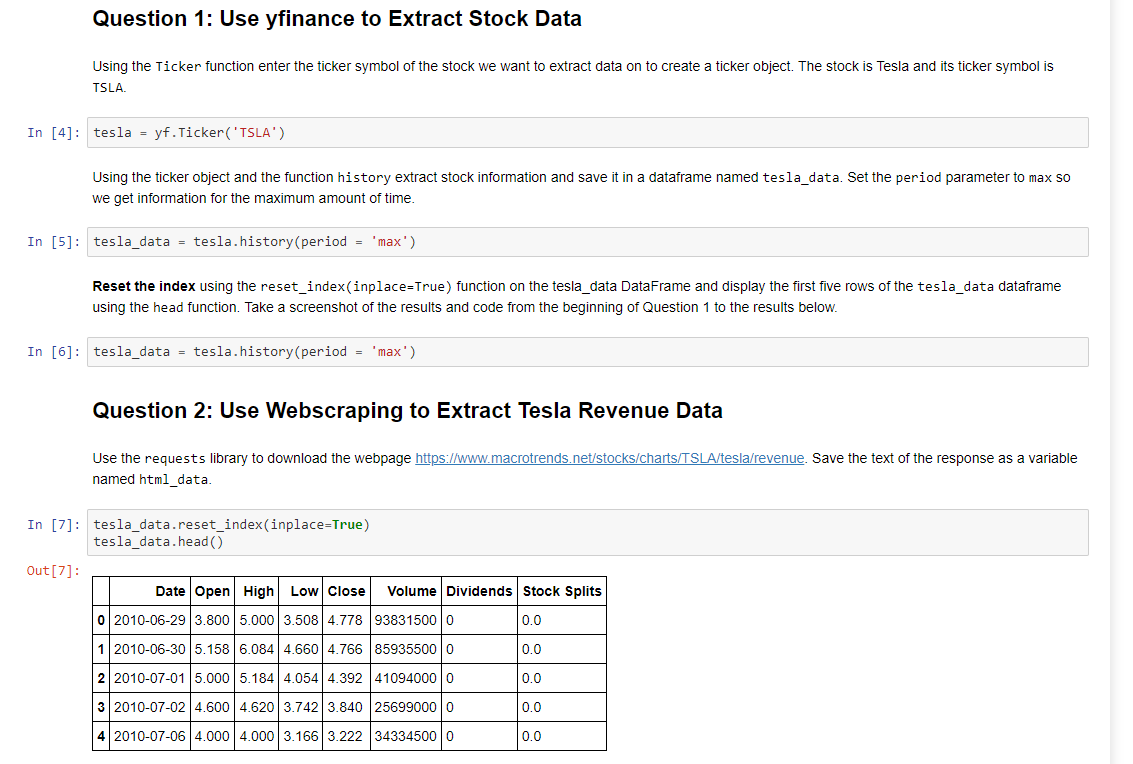 Question 1: Use yfinance to Extract Stock Data
Using the Ticker function enter the ticker symbol of the stock we want to extract data on to create a ticker object. The stock is Tesla and its ticker symbol is
TSLA.
In [4]: tesla = yf.Ticker('TSLA')
Using the ticker object and the function history extract stock information and save it in a dataframe named tesla_data. Set the period parameter to max so
we get information for the maximum amount of time.
In [5]: tesla_data = tesla.history(period = 'max')
Reset the index using the reset_index(inplace=True) function on the tesla_data DataFrame and display the first five rows of the tesla_data dataframe
using the head function. Take a screenshot of the results and code from the beginning of Question 1 to the results below.
In [6]: tesla_data = tesla.history(period = 'max')
Question 2: Use Webscraping to Extract Tesla Revenue Data
Use the requests library to download the webpage https://www.macrotrends.net/stocks/charts/TSLA/tesla/revenue. Save the text of the response as a variable
named html_data.
In [7]: tesla_data.reset_index(inplace=True)
tesla_data.head()
Out[7]:
Date Open High Low Close Volume Dividends Stock Splits
0 2010-06-29 3.800 5.000 3.508 4.778 93831500 0 0.0
1 2010-06-30 5.158 6.084 4.660 4.766 85935500 0 0.0
2 2010-07-01 5.000 5.184 4.054 4.392 41094000 0 0.0
3 2010-07-02 4.600 4.620 3.742 3.840 25699000 0 0.0
4 2010-07-06 4.000 4.000 3.166 3.222 34334500 0 0.0